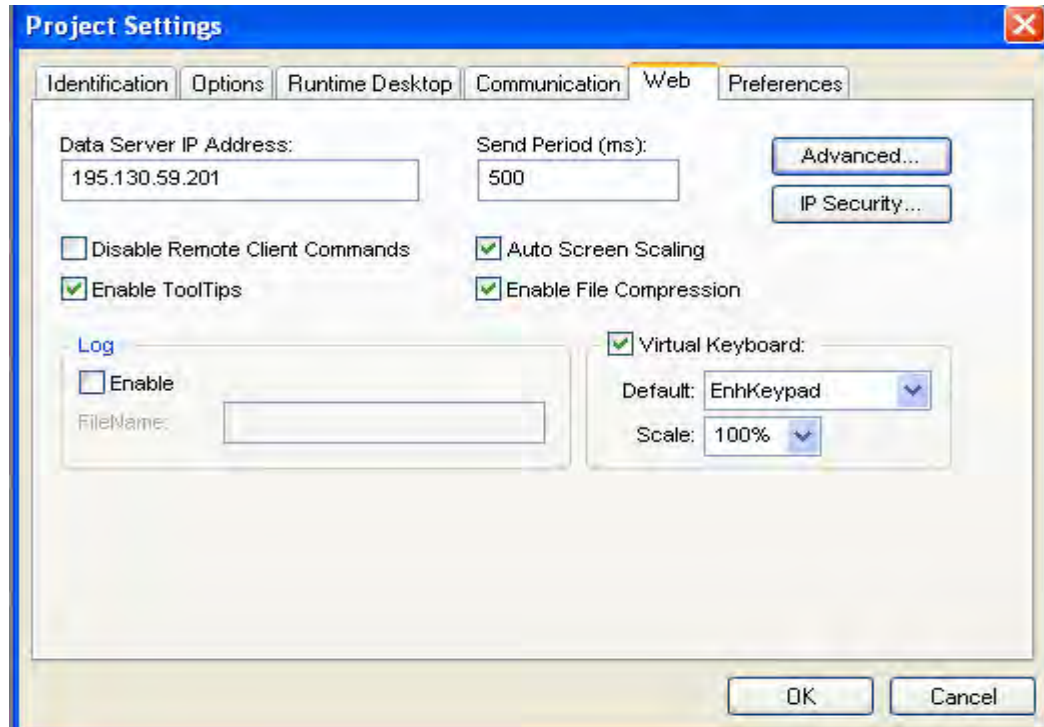 Project Settings
Identification Options Runtime Desktop Communication Web Preferences
Data Server IP Address: Send Period (ms):
195.130.59.201 500 Advanced...
IP Security...
Disable Remote Client Commands Auto Screen Scaling
Enable ToolTips Enable File Compression
Log Virtual Keyboard:
Enable Default: EnhKeypad
FileName: Scale: 100%
OK Cancel